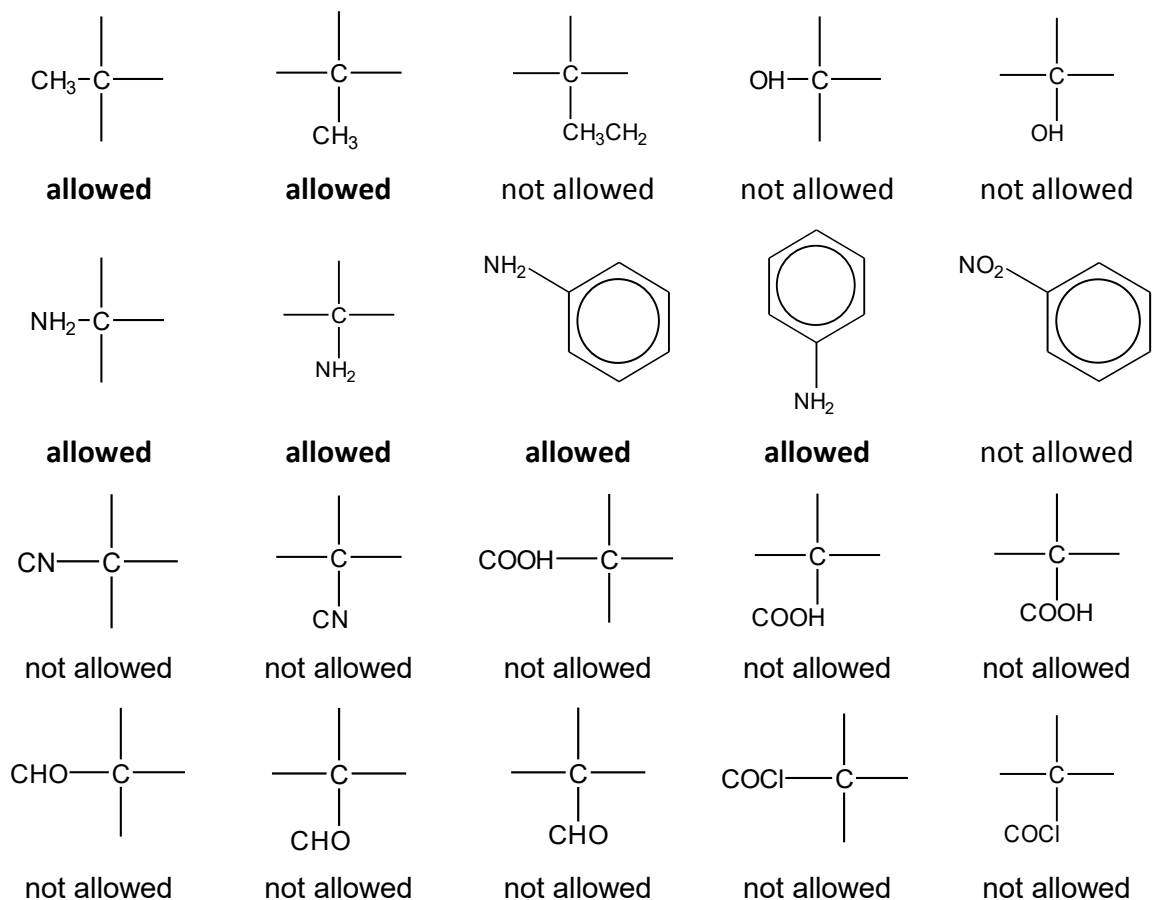 CH₃ C
C
CH₃
C
CH₃CH₂
OH C
C
OH
allowed allowed not allowed not allowed not allowed
NH₂ C
C
NH₂
NH₂
NH₂
NO₂
allowed allowed allowed allowed not allowed
CN C
C
CN
COOH C
C
COOH
C
COOH
not allowed not allowed not allowed not allowed not allowed
CHO C
C
CHO
C
CHO
COCl C
C
COCl
not allowed not allowed not allowed not allowed not allowed